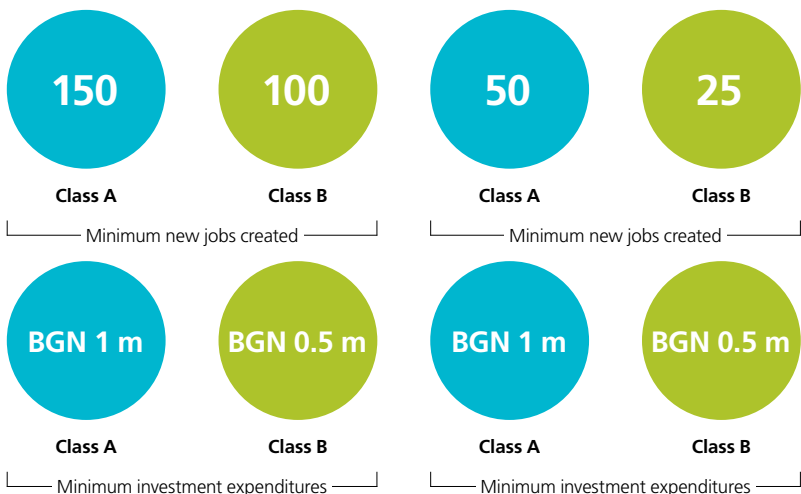 150 100 50 25
Class A Class B Class A Class B
Minimum new jobs created Minimum new jobs created
BGN 1 m BGN 0.5 m BGN 1 m BGN 0.5 m
Class A Class B Class A Class B
Minimum investment expenditures Minimum investment expenditures